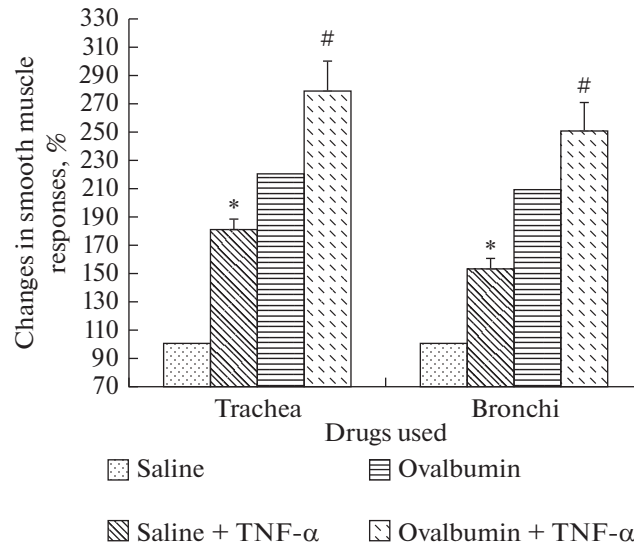 Changes in smooth muscle
responses, %
330
310
290
270
250
230
210
190
170
150
130
110
90
70
*
#
*
#
Trachea
Bronchi
Drugs used
Saline
Ovalbumin
Saline + TNF-α
Ovalbumin + TNF-α